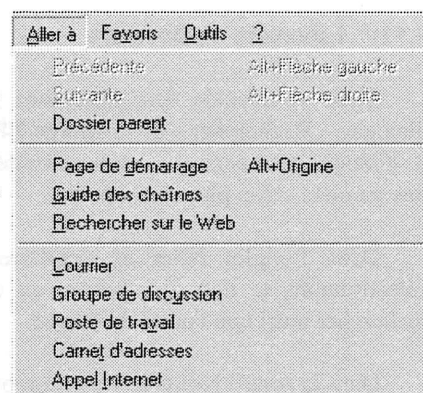 Aller à Favoris Outils ?
Précédente Alt+Flèche gauche
Suivante Alt+Flèche droite
Dossier parent
Page de démarrage Alt+Origine
Guide des chaînes
Rechercher sur le Web
Courrier
Groupe de discussion
Poste de travail
Carnet d'adresses
Appel Internet